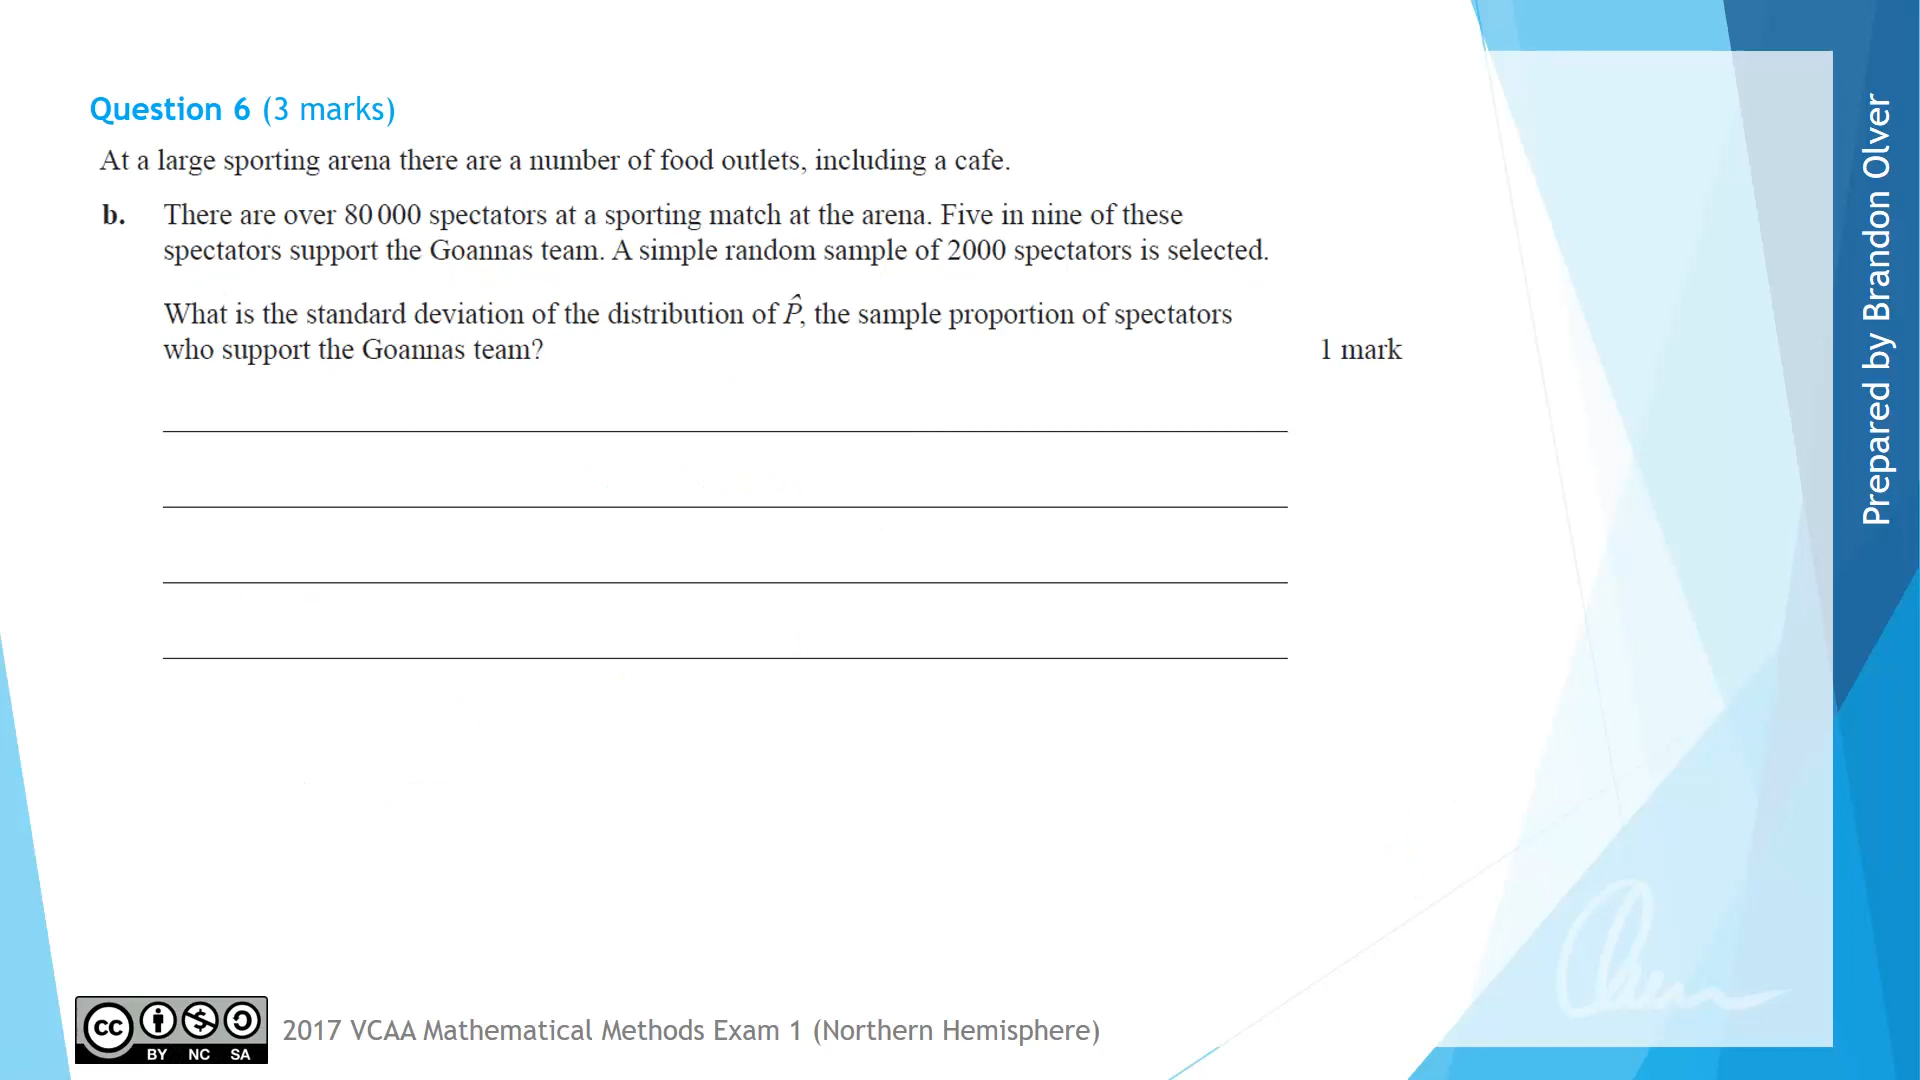 Question 6 (3 marks)
At a large sporting arena there are a number of food outlets, including a cafe.
b. There are over 80 000 spectators at a sporting match at the arena. Five in nine of these
spectators support the Goannas team. A simple random sample of 2000 spectators is selected.
What is the standard deviation of the distribution of P̂, the sample proportion of spectators
who support the Goannas team? 1 mark
Prepared by Brandon Olver
cc
BY NC SA
2017 VCAA Mathematical Methods Exam 1 (Northern Hemisphere)